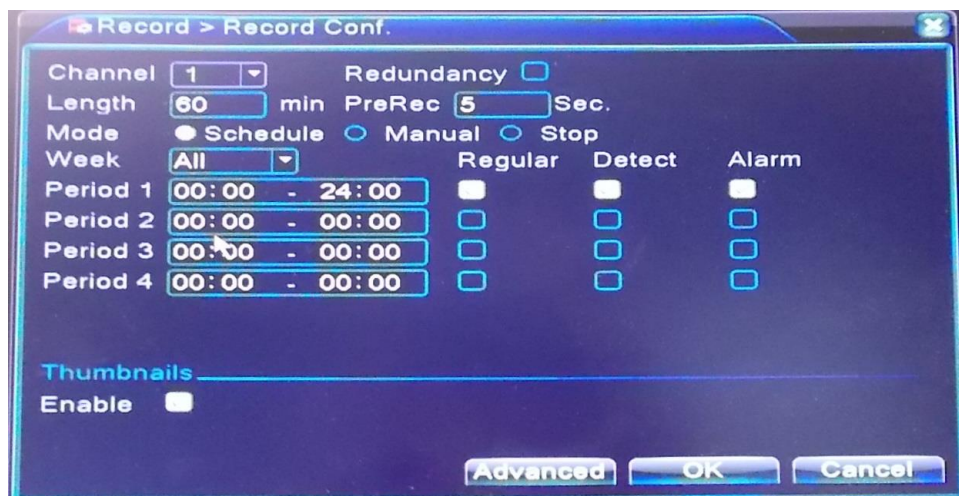 Record > Record Conf.
Channel 1 Redundancy
Length 60 min PreRec 5 Sec.
Mode Schedule Manual Stop
Week All Regular Detect Alarm
Period 1 00:00 - 24:00
Period 2 00:00 - 00:00
Period 3 00:00 - 00:00
Period 4 00:00 - 00:00
Thumbnails
Enable
Advanced OK Cancel